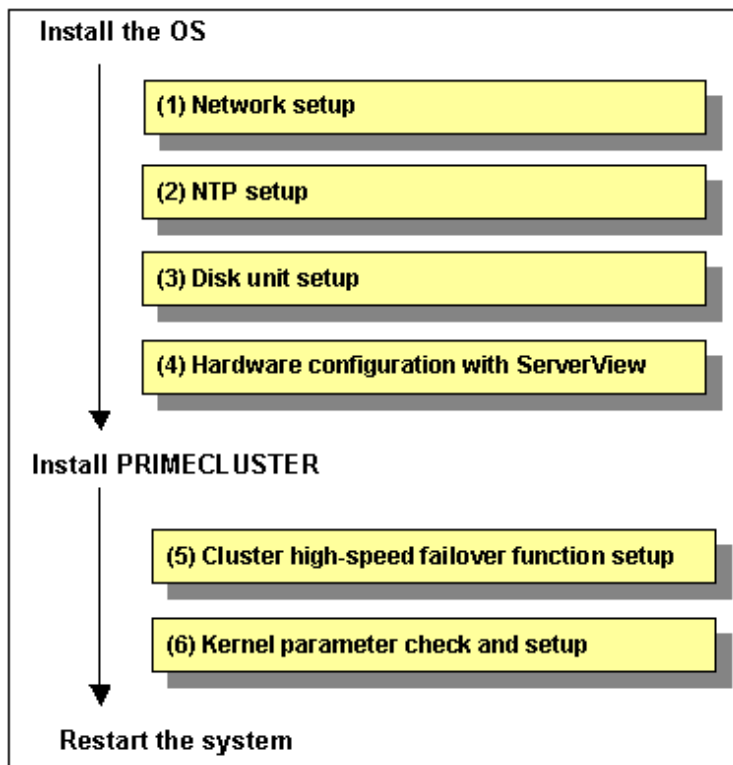 Install the OS
(1) Network setup
(2) NTP setup
(3) Disk unit setup
(4) Hardware configuration with ServerView
Install PRIMECLUSTER
(5) Cluster high-speed failover function setup
(6) Kernel parameter check and setup
Restart the system